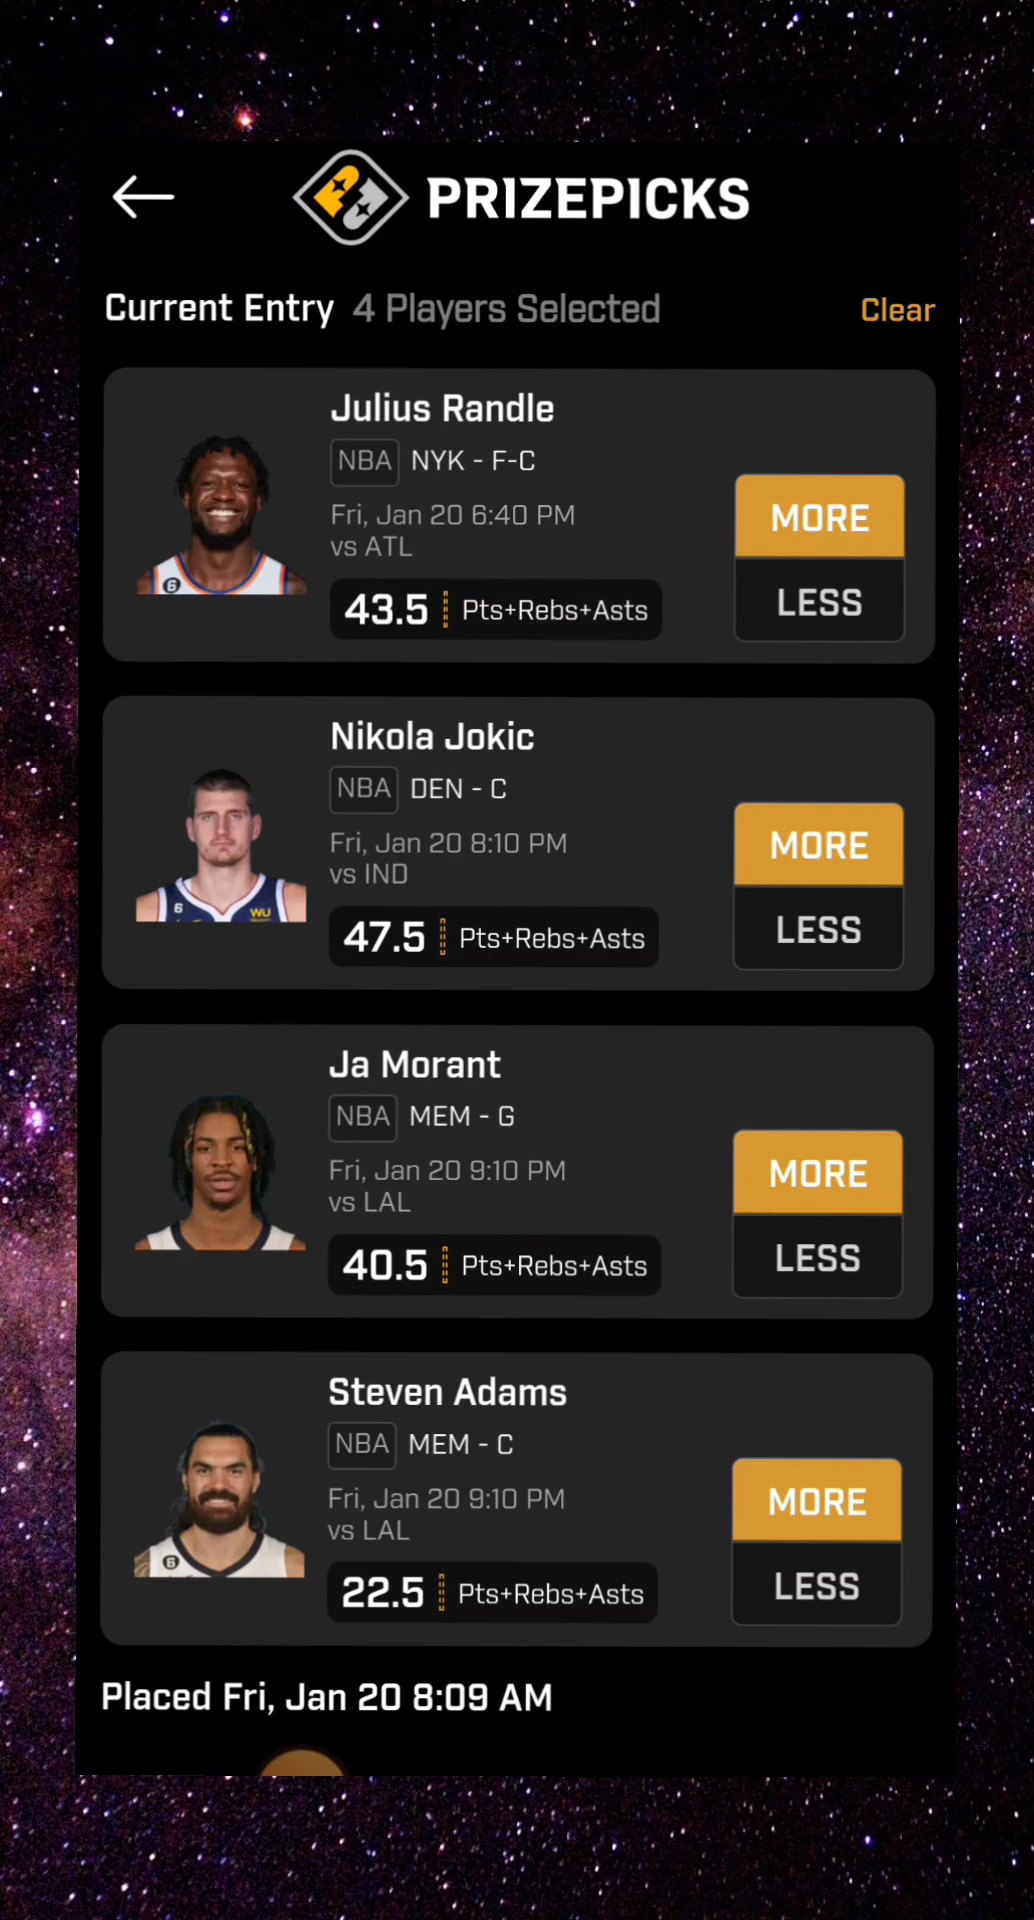 PRIZEPICKS
Current Entry 4 Players Selected Clear
Julius Randle
NBA NYK - F-C
Fri, Jan 20 6:40 PM
vs ATL
43.5 Pts+Rebs+Asts
MORE
LESS
6
Nikola Jokic
NBA DEN - C
Fri, Jan 20 8:10 PM
vs IND
47.5 Pts+Rebs+Asts
MORE
LESS
6 WU
Ja Morant
NBA MEM - G
Fri, Jan 20 9:10 PM
vs LAL
40.5 Pts+Rebs+Asts
MORE
LESS
Steven Adams
NBA MEM - C
Fri, Jan 20 9:10 PM
vs LAL
22.5 Pts+Rebs+Asts
MORE
LESS
6
Placed Fri, Jan 20 8:09 AM